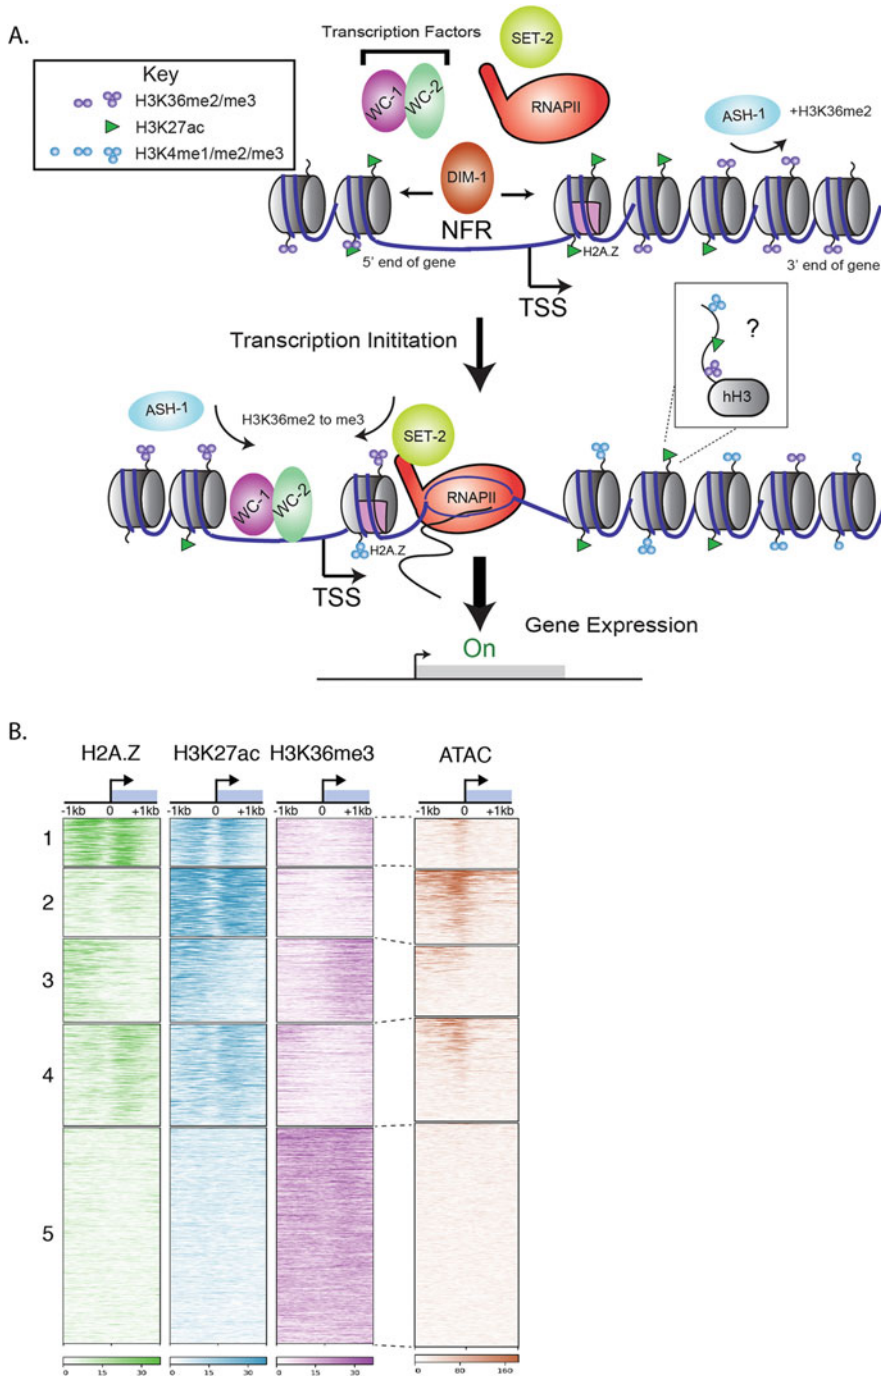 A.
Transcription Factors
SET-2
Key
H3K36me2/me3
H3K27ac
H3K4me1/me2/me3
WC-1
WC-2
RNAPII
ASH-1
+H3K36me2
DIM-1
NFR
H2A.Z
5' end of gene
3' end of gene
TSS
Transcription Inititation
?
hH3
ASH-1
H3K36me2 to me3
SET-2
WC-1
WC-2
RNAPII
H2A.Z
TSS
Gene Expression
On
B.
H2A.Z H3K27ac H3K36me3 ATAC
-1kb 0 +1kb -1kb 0 +1kb -1kb 0 +1kb -1kb 0 +1kb
1
2
3
4
5
0 15 30 0 15 30 0 15 30 0 60 160